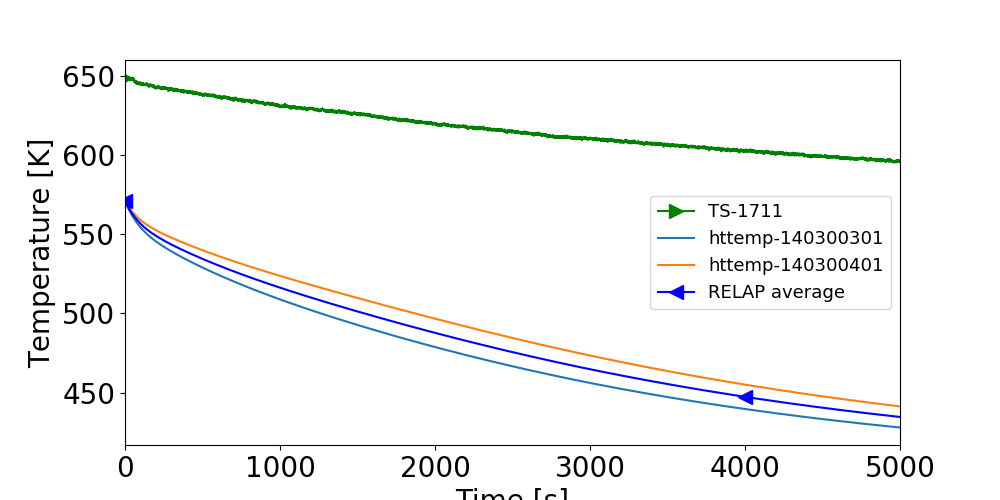 650
600
550
500
450
Temperature [K]
TS-1711
httemp-140300301
httemp-140300401
RELAP average
0 1000 2000 3000 4000 5000
Time [s]